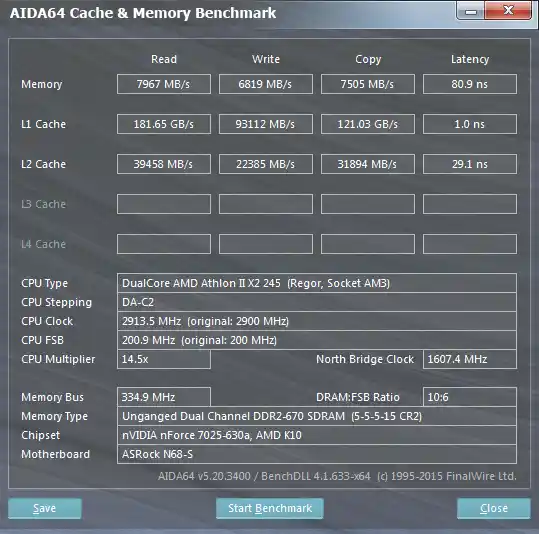 AIDA64 Cache & Memory Benchmark
Read Write Copy Latency
Memory 7967 MB/s 6819 MB/s 7505 MB/s 80.9 ns
L1 Cache 181.65 GB/s 93112 MB/s 121.03 GB/s 1.0 ns
L2 Cache 39458 MB/s 22385 MB/s 31894 MB/s 29.1 ns
L3 Cache
L4 Cache
CPU Type DualCore AMD Athlon II X2 245 (Regor, Socket AM3)
CPU Stepping DA-C2
CPU Clock 2913.5 MHz (original: 2900 MHz)
CPU FSB 200.9 MHz (original: 200 MHz)
CPU Multiplier 14.5x North Bridge Clock 1607.4 MHz
Memory Bus 334.9 MHz DRAM:FSB Ratio 10:6
Memory Type Unganged Dual Channel DDR2-670 SDRAM (5-5-5-15 CR2)
Chipset nVIDIA nForce 7025-630a, AMD K10
Motherboard ASRock N68-S
AIDA64 v5.20.3400 / BenchDLL 4.1.633-x64 (c) 1995-2015 FinalWire Ltd.
Save Start Benchmark Close